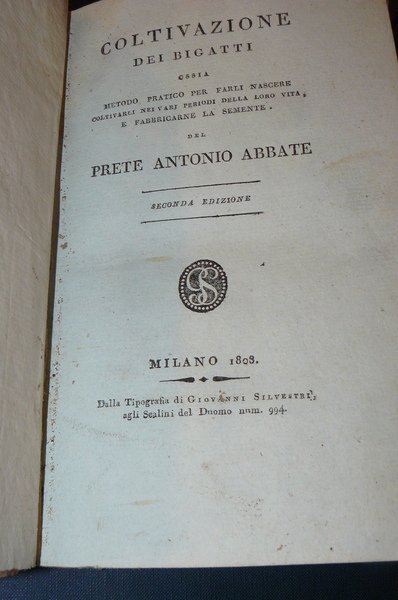 COLTIVAZIONE
DEI BIGATTI
OSSIA
METODO PRATICO PER FARLI NASCERE
COLTIVARLI NEI VARJ PERIODI DELLA LORO VITA,
E FABBRICARNE LA SEMENTE.
DEL
PRETE ANTONIO ABBATE
SECONDA EDIZIONE
GS
MILANO 1808.
Dalla Tipografia di GIOVANNI SILVESTRI,
agli Scalini del Duomo num. 994.